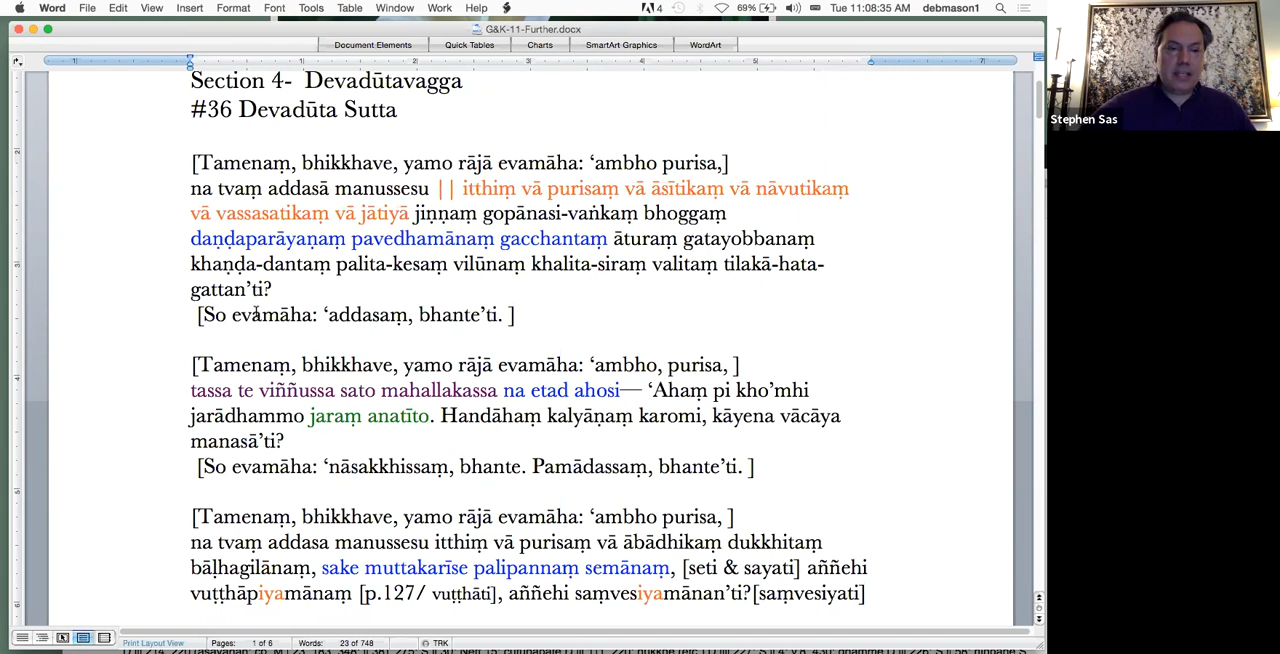 Word File Edit View Insert Format Font Tools Table Window Work Help 4 69% Tue 11:08:35 AM debmason1
G&K-11-Further.docx
Document Elements Quick Tables Charts SmartArt Graphics WordArt
Stephen Sas
Section 4- Devadūtavagga
#36 Devadūta Sutta
[Tamenaṃ, bhikkhave, yamo rājā evamāha: ‘ambho purisa,]
na tvaṃ addasā manussesu || itthiṃ vā purisaṃ vā āsītikaṃ vā nāvutikaṃ
vā vassasatikaṃ vā jātiyā jiṇṇaṃ gopānasi-vaṅkaṃ bhoggaṃ
daṇḍaparāyaṇaṃ pavedhamānaṃ gacchantaṃ āturaṃ gatayobbanaṃ
khaṇḍa-dantaṃ palita-kesaṃ vilūnaṃ khalita-siraṃ valitaṃ tilakā-hata-
gattan’ti?
[So evamāha: ‘addasaṃ, bhante’ti. ]
[Tamenaṃ, bhikkhave, yamo rājā evamāha: ‘ambho, purisa, ]
tassa te viññussa sato mahallakassa na etad ahosi— ‘Ahaṃ pi kho’mhi
jarādhammo jaraṃ anatīto. Handāhaṃ kalyāṇaṃ karomi, kāyena vācāya
manasā’ti?
[So evamāha: ‘nāsakkhissaṃ, bhante. Pamādassaṃ, bhante’ti. ]
[Tamenaṃ, bhikkhave, yamo rājā evamāha: ‘ambho purisa, ]
na tvaṃ addasa manussesu itthiṃ vā purisaṃ vā ābādhikaṃ dukkhitaṃ
bāḷhagilānaṃ, sake muttakarīse palipannaṃ semānaṃ, [seti & sayati] aññehi
vuṭṭhāpiyamānaṃ [p.127/ vuṭṭhāti], aññehi saṃvesiyamānan’ti?[saṃvesiyati]
Print Layout View Pages: 1 of 6 Words: 23 of 748 TRK